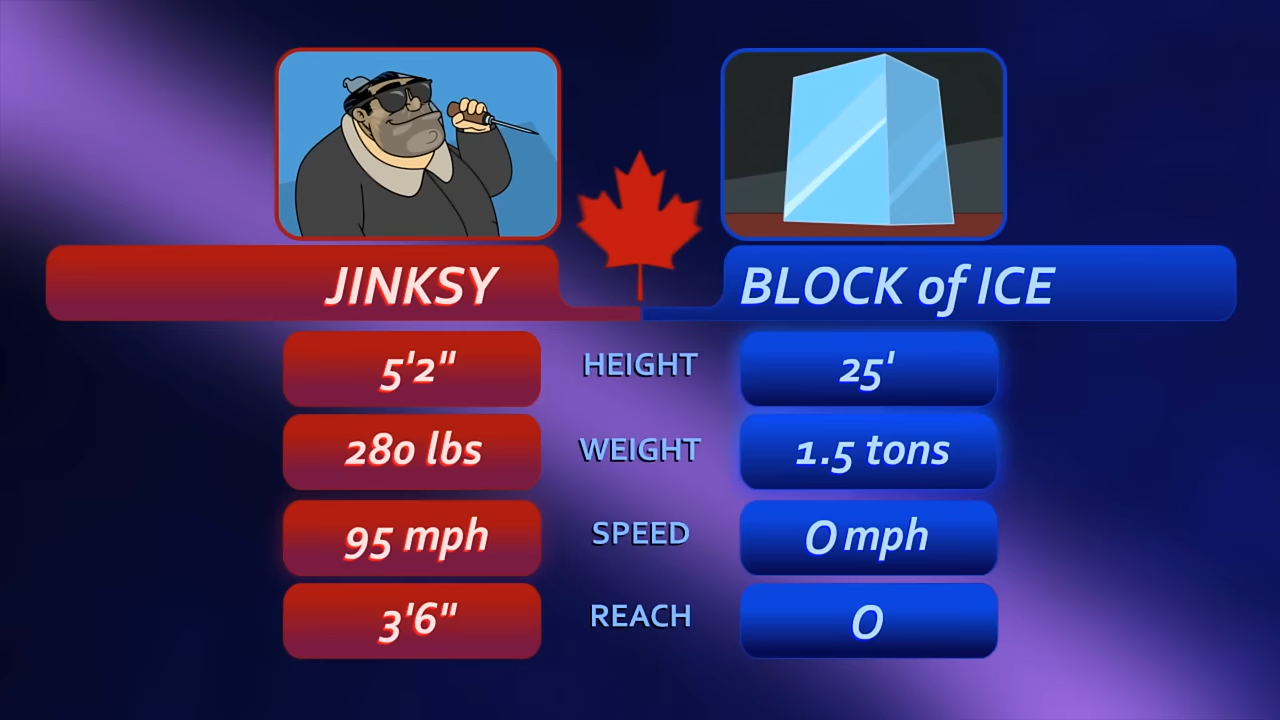 JINKSY
BLOCK of ICE
5'2" HEIGHT 25'
280 lbs WEIGHT 1.5 tons
95 mph SPEED 0 mph
3'6" REACH 0